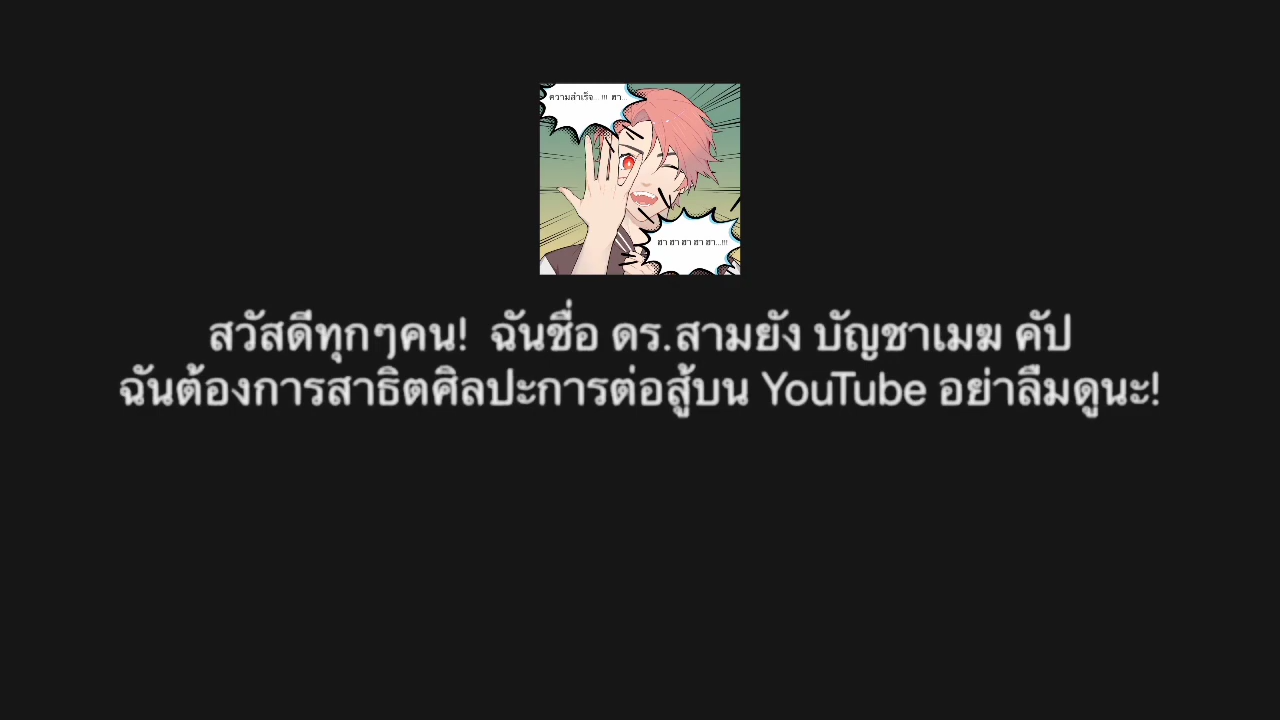 ความสำเร็จ... !!! ฮา...
ฮา ฮา ฮา ฮา ฮา...!!!
สวัสดีทุกๆคน! ฉันชื่อ ดร.สามยัง บัญชาเมฆ คัป
ฉันต้องการสาธิตศิลปะการต่อสู้บน YouTube อย่าลืมดูนะ!